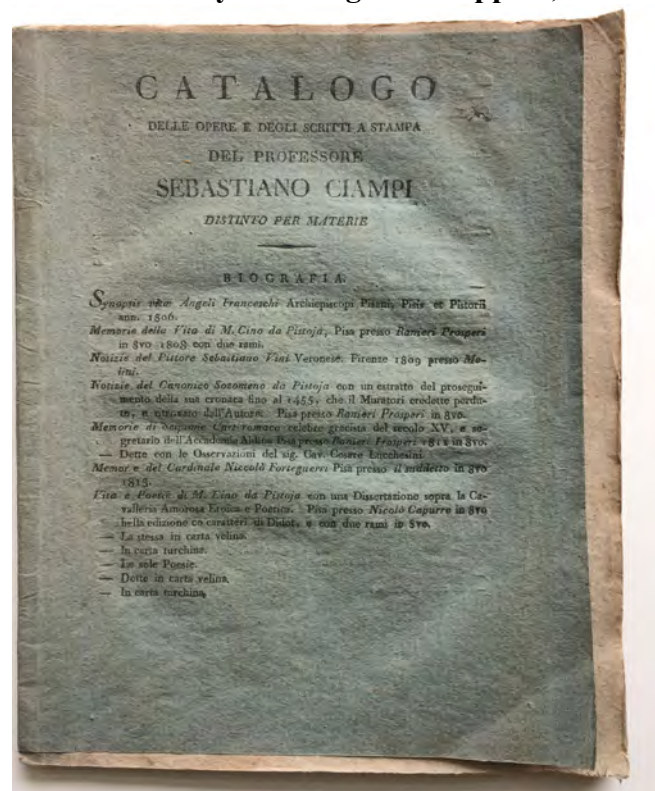 CATALOGO
DELLE OPERE E DEGLI SCRITTI A STAMPA
DEL PROFESSORE
SEBASTIANO CIAMPI
DISTINTO PER MATERIE
BIOGRAFIA.
Synopsis vitæ Angeli Franceschi Archiepiscopi Pisani, Pisis et Pistorii
ann. 1506.
Memorie della Vita di M. Cino da Pistoja, Pisa presso Ranieri Prosperi
in 8vo 1808 con due rami.
Notizie del Pittore Sebastiano Vini Veronese. Firenze 1809 presso Mo-
lini.
Notizie del Canonico Sozomeno da Pistoja con un estratto del prosegui-
mento della sua cronaca fino al 1455, che il Muratori credette perdu-
to, e ritrovato dall'Autore. Pisa presso Ranieri Prosperi in 8vo.
Memorie di Scipione Carteromaco celebre grecista del secolo XV, e se-
gretario dell'Accademia Aldina Pisa presso Ranieri Prosperi 1811 in 8vo.
— Dette con le Osservazioni del sig. Cav. Cesare Lucchesini.
Memor e del Cardinale Niccolò Forteguerri Pisa presso il suddetto in 8vo
1813.
Vita e Poesie di M. Cino da Pistoja con una Dissertazione sopra la Ca-
valleria Amorosa Eroica e Poetica. Pisa presso Nicolò Capurro in 8vo
bella edizione co caratteri di Didot, e con due rami in 8vo.
— La stessa in carta velina.
— In carta turchina.
— Le sole Poesie.
— Dette in carta velina.
— In carta turchina.